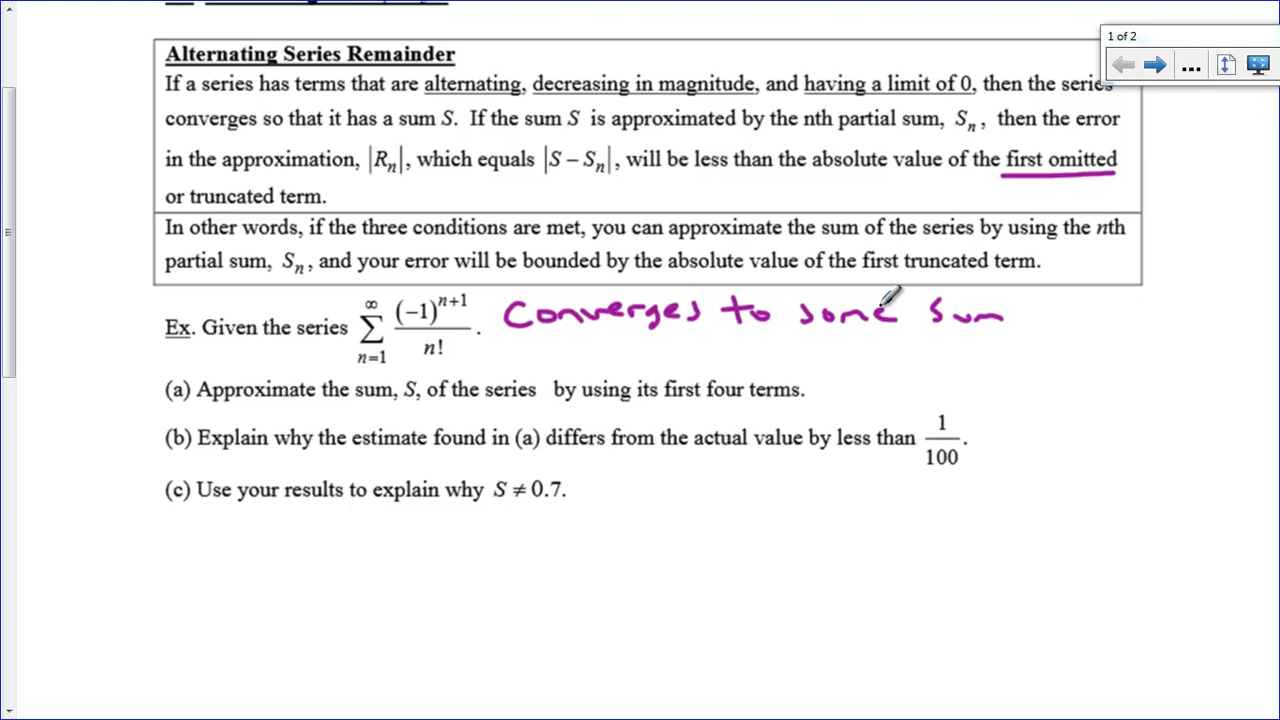 1 of 2
Alternating Series Remainder
If a series has terms that are alternating, decreasing in magnitude, and having a limit of 0, then the series
converges so that it has a sum S. If the sum S is approximated by the nth partial sum, Sₙ, then the error
in the approximation, |Rₙ|, which equals |S − Sₙ|, will be less than the absolute value of the first omitted
or truncated term.
In other words, if the three conditions are met, you can approximate the sum of the series by using the nth
partial sum, Sₙ, and your error will be bounded by the absolute value of the first truncated term.
Ex. Given the series ∑_{n=1}^{∞} (−1)^{n+1}/n! . Converges to some sum
(a) Approximate the sum, S, of the series by using its first four terms.
(b) Explain why the estimate found in (a) differs from the actual value by less than 1/100.
(c) Use your results to explain why S ≠ 0.7.